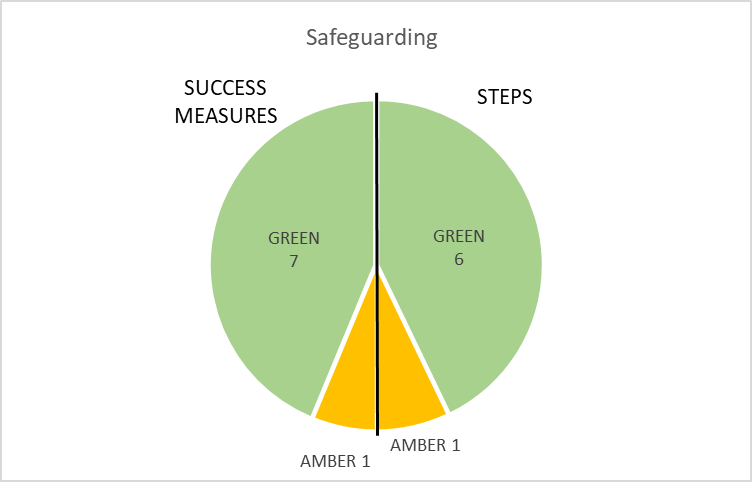 Safeguarding
SUCCESS
MEASURES
STEPS
GREEN
7
GREEN
6
AMBER 1
AMBER 1